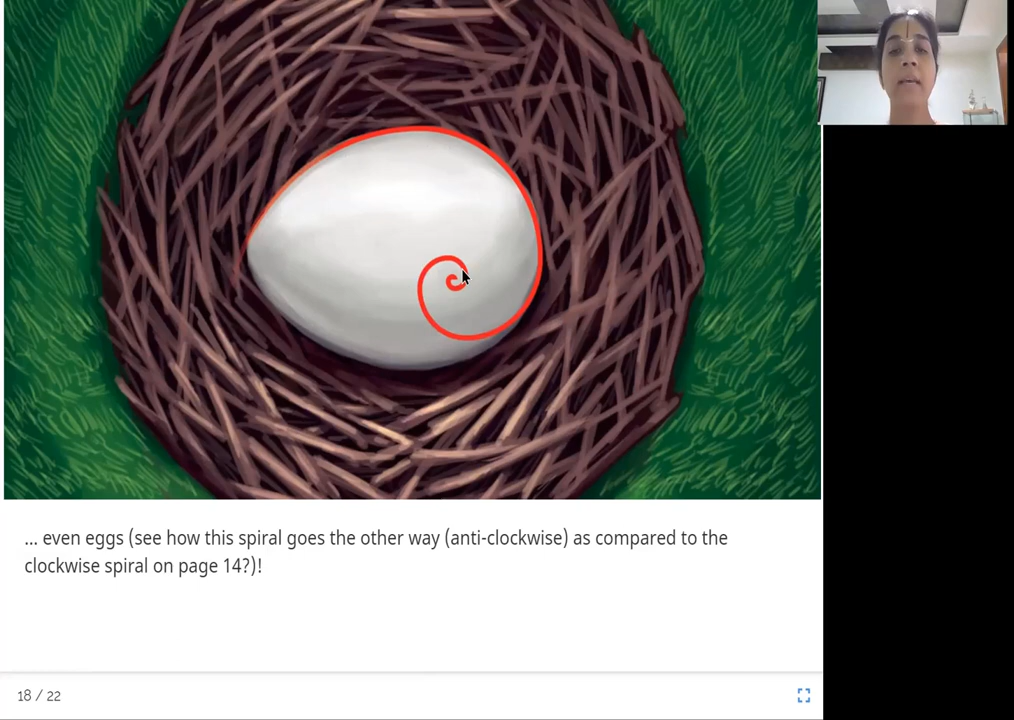 ... even eggs (see how this spiral goes the other way (anti-clockwise) as compared to the
clockwise spiral on page 14?)!
18 / 22